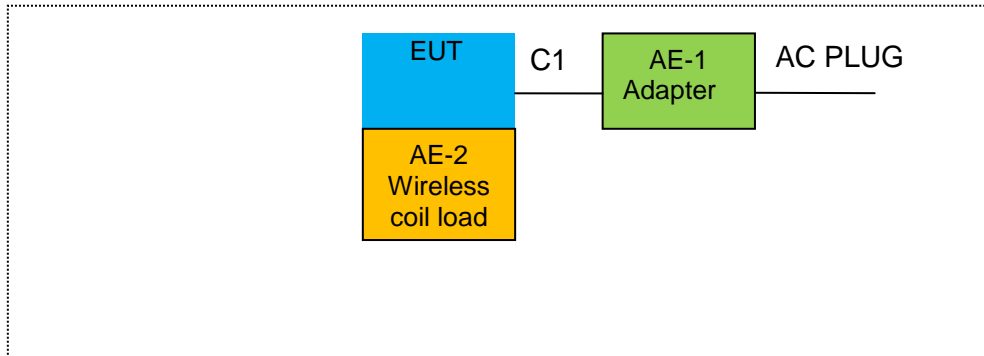 EUT
C1
AE-1
Adapter
AC PLUG
AE-2
Wireless
coil load